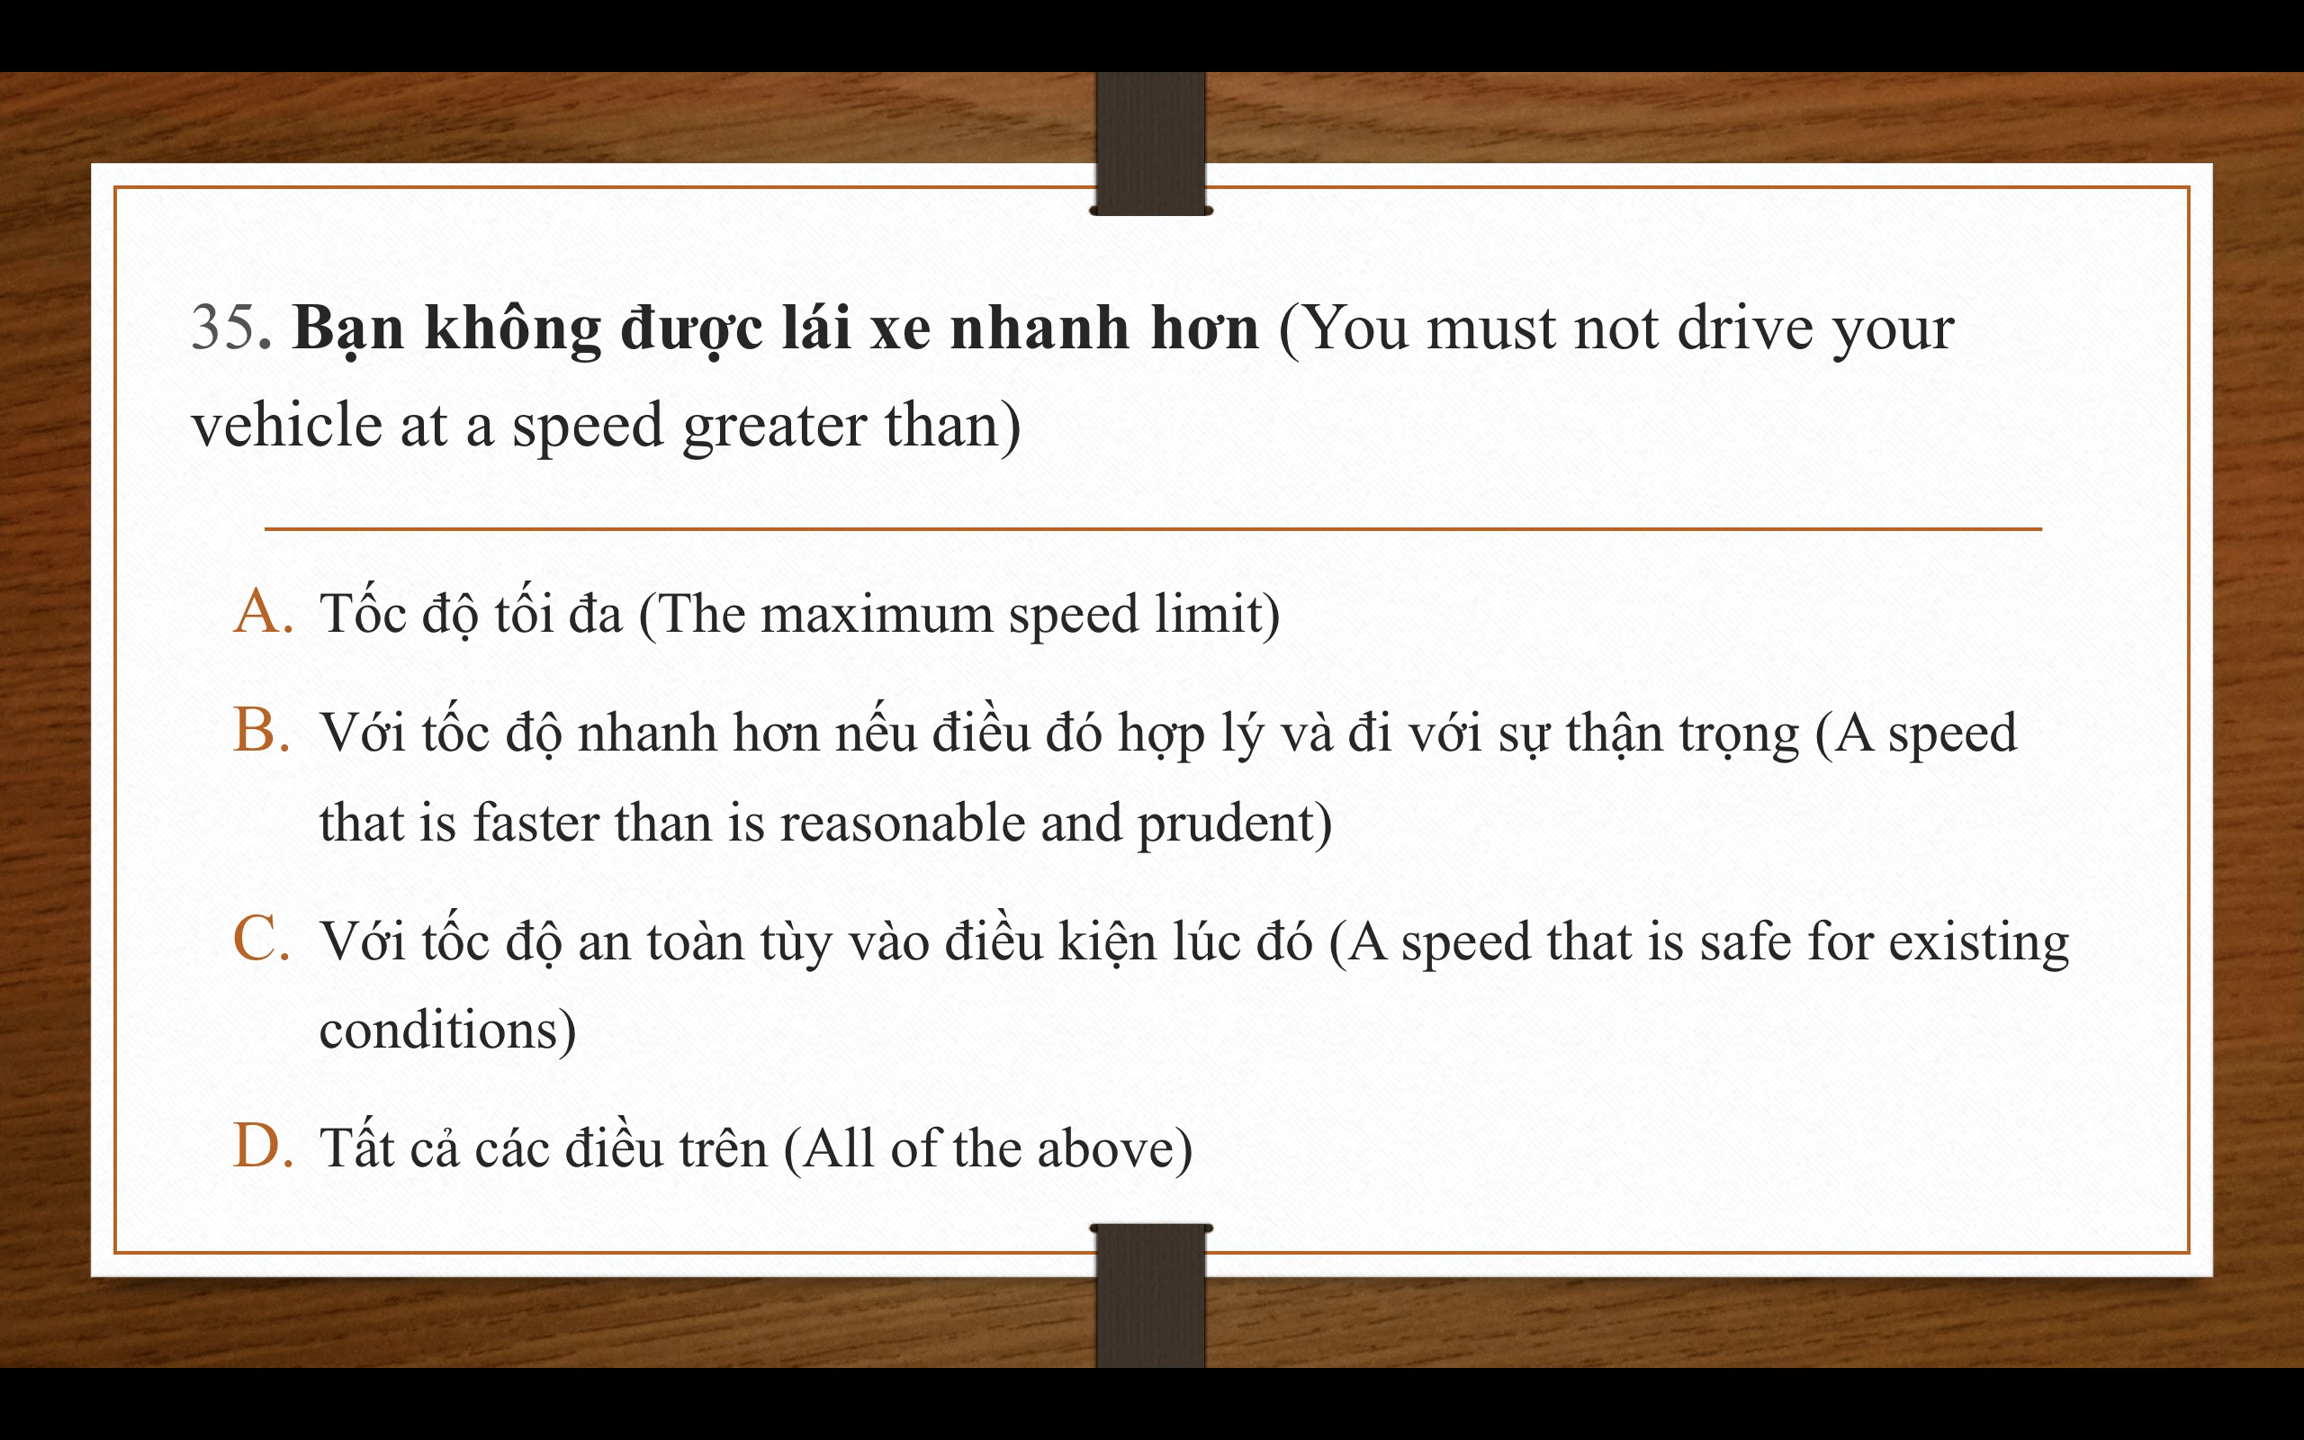 35. Bạn không được lái xe nhanh hơn (You must not drive your
vehicle at a speed greater than)
A. Tốc độ tối đa (The maximum speed limit)
B. Với tốc độ nhanh hơn nếu điều đó hợp lý và đi với sự thận trọng (A speed
that is faster than is reasonable and prudent)
C. Với tốc độ an toàn tùy vào điều kiện lúc đó (A speed that is safe for existing
conditions)
D. Tất cả các điều trên (All of the above)